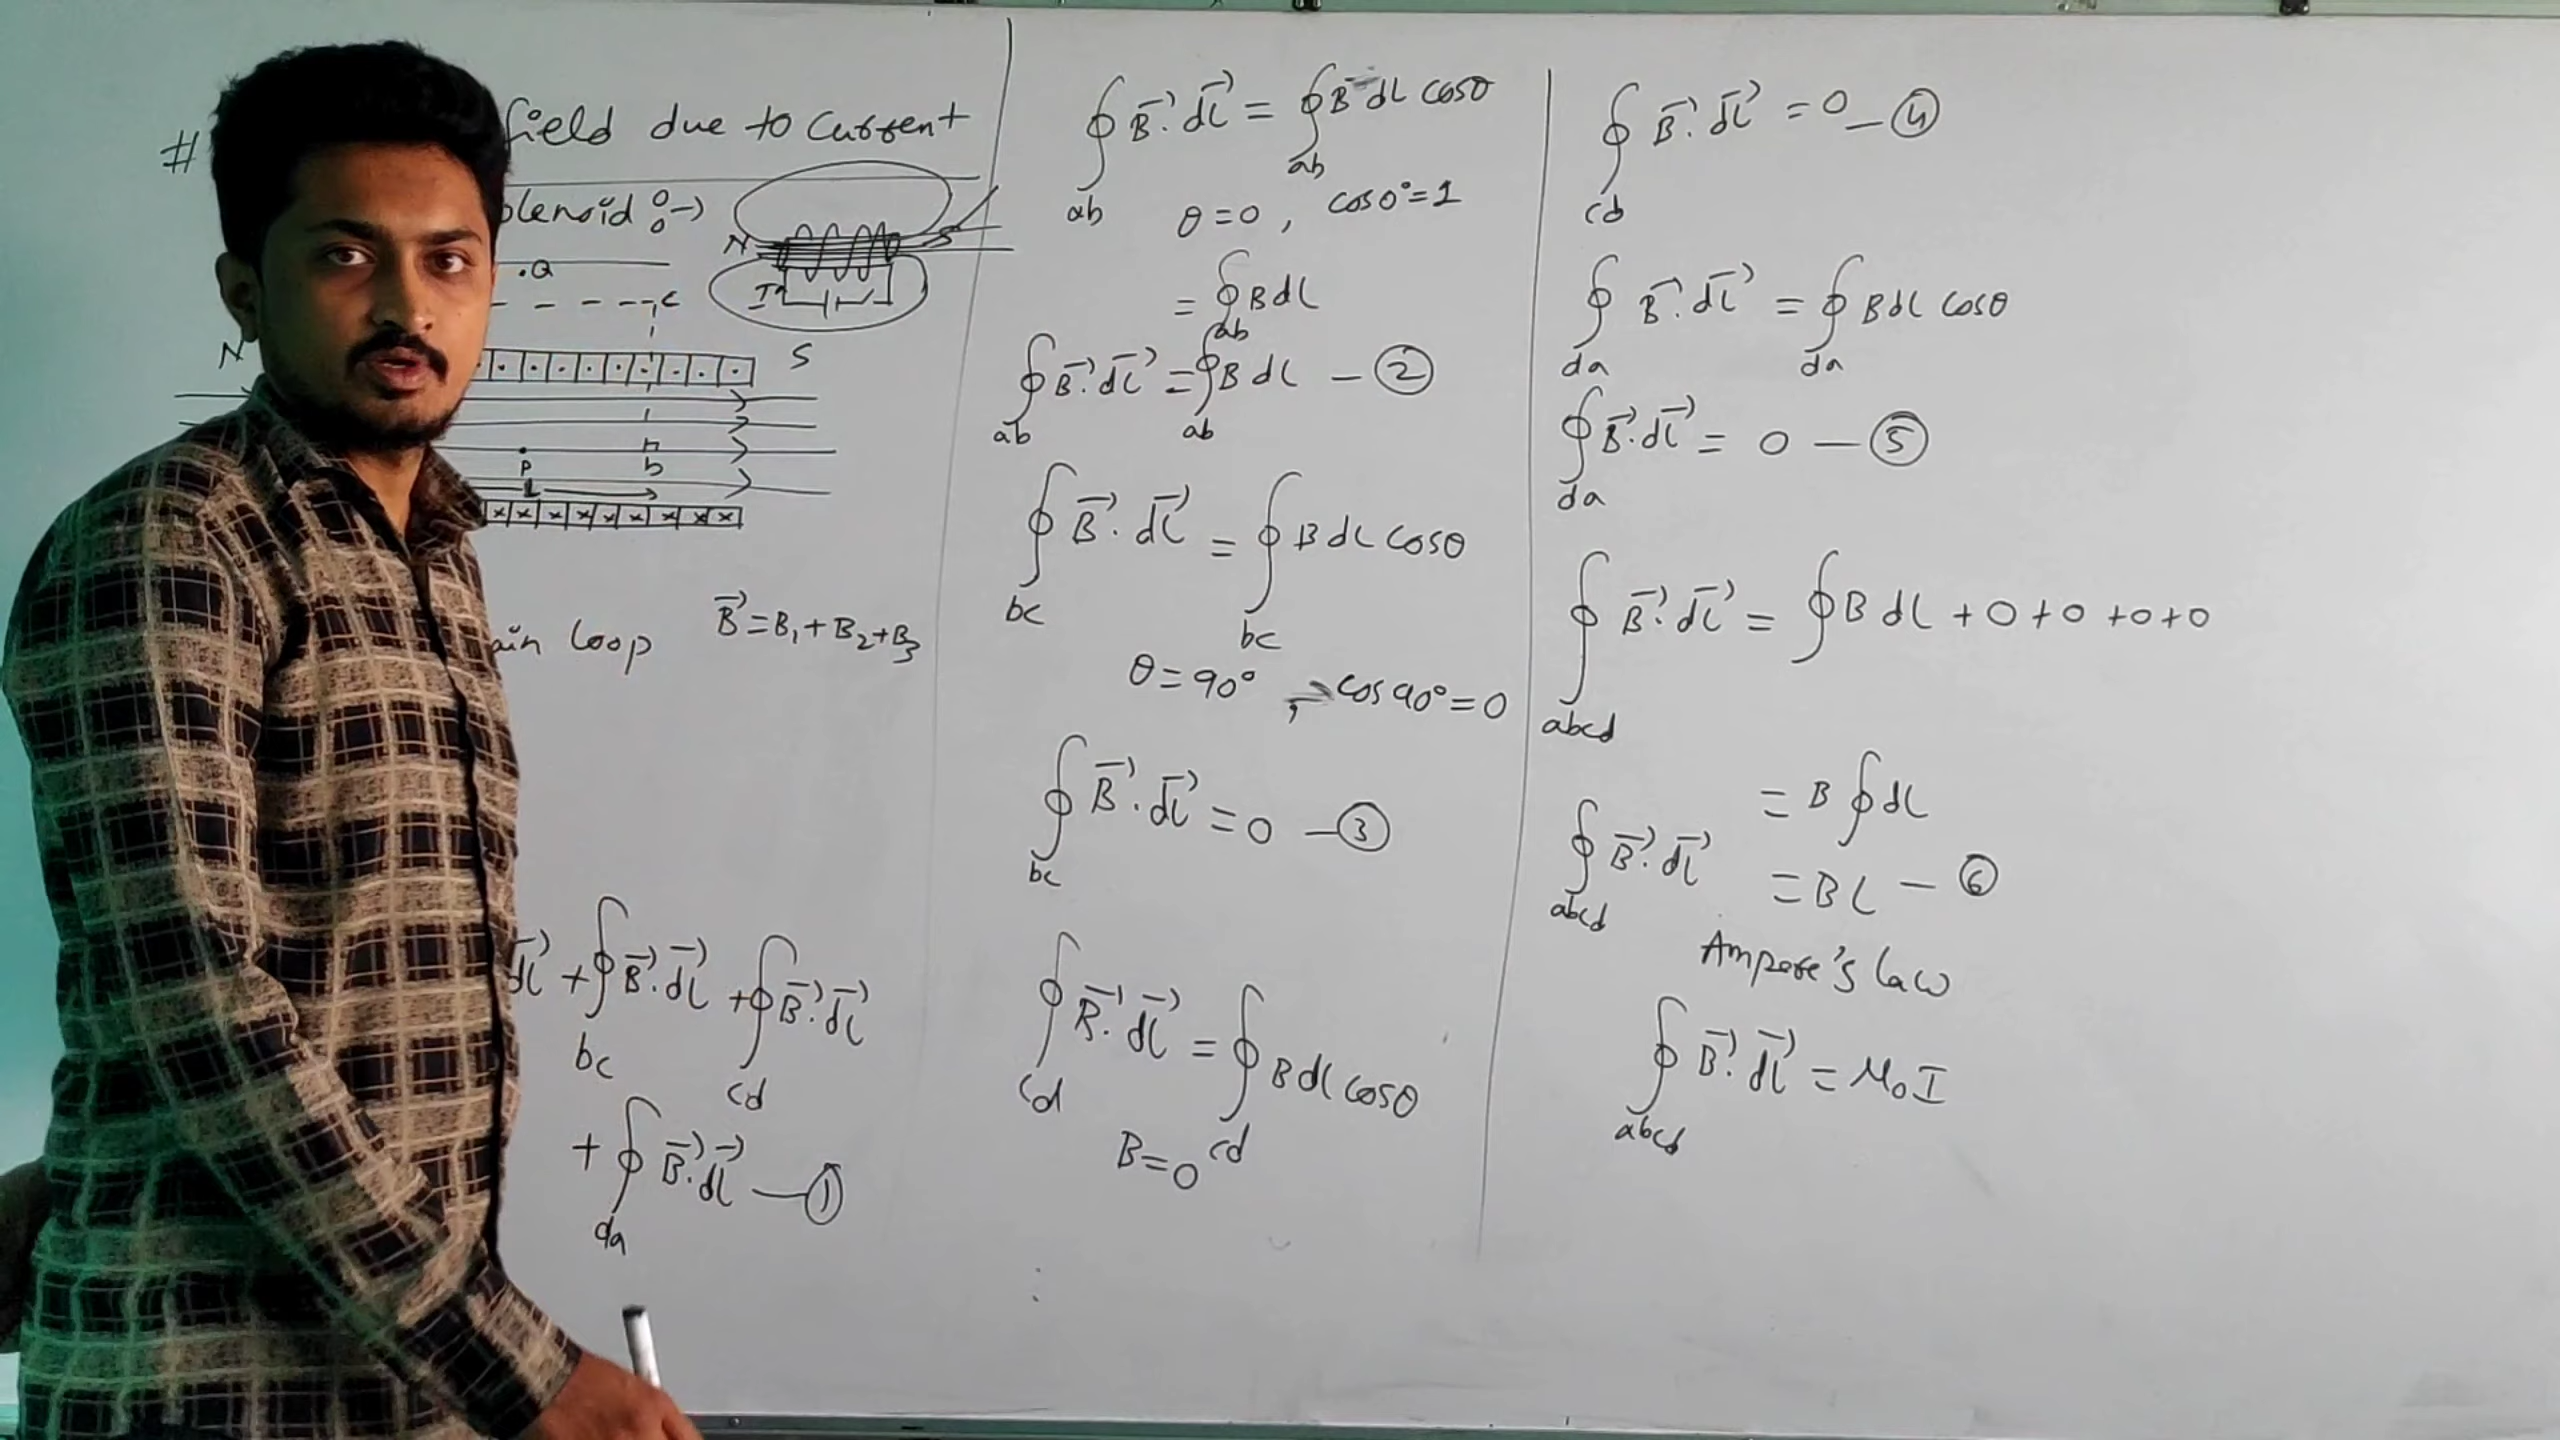 # field due to current
olenoid :→
.Q
c
N S
I
N S
P b
L
ain loop B⃗ = B₁ + B₂ + B₃
dl⃗ + ∮bc B⃗.dl⃗ + ∮cd B⃗.dl⃗
+ ∮da B⃗.dl⃗ — ①
∮ab B⃗.dl⃗ = ∮ab B dl cosθ
θ = 0, cos0° = 1
= ∮ab B dl
∮ab B⃗.dl⃗ = ∮ab B dl — ②
∮bc B⃗.dl⃗ = ∮bc B dl cosθ
θ = 90°, cos90° = 0
∮bc B⃗.dl⃗ = 0 — ③
∮cd B⃗.dl⃗ = ∮cd B dl cosθ
B = 0
∮cd B⃗.dl⃗ = 0 — ④
∮da B⃗.dl⃗ = ∮da B dl cosθ
∮da B⃗.dl⃗ = 0 — ⑤
∮abcd B⃗.dl⃗ = ∮B dl + 0 + 0 + 0 + 0
= B ∮dl
∮abcd B⃗.dl⃗ = BL — ⑥
Ampere's law
∮abcd B⃗.dl⃗ = μ₀I